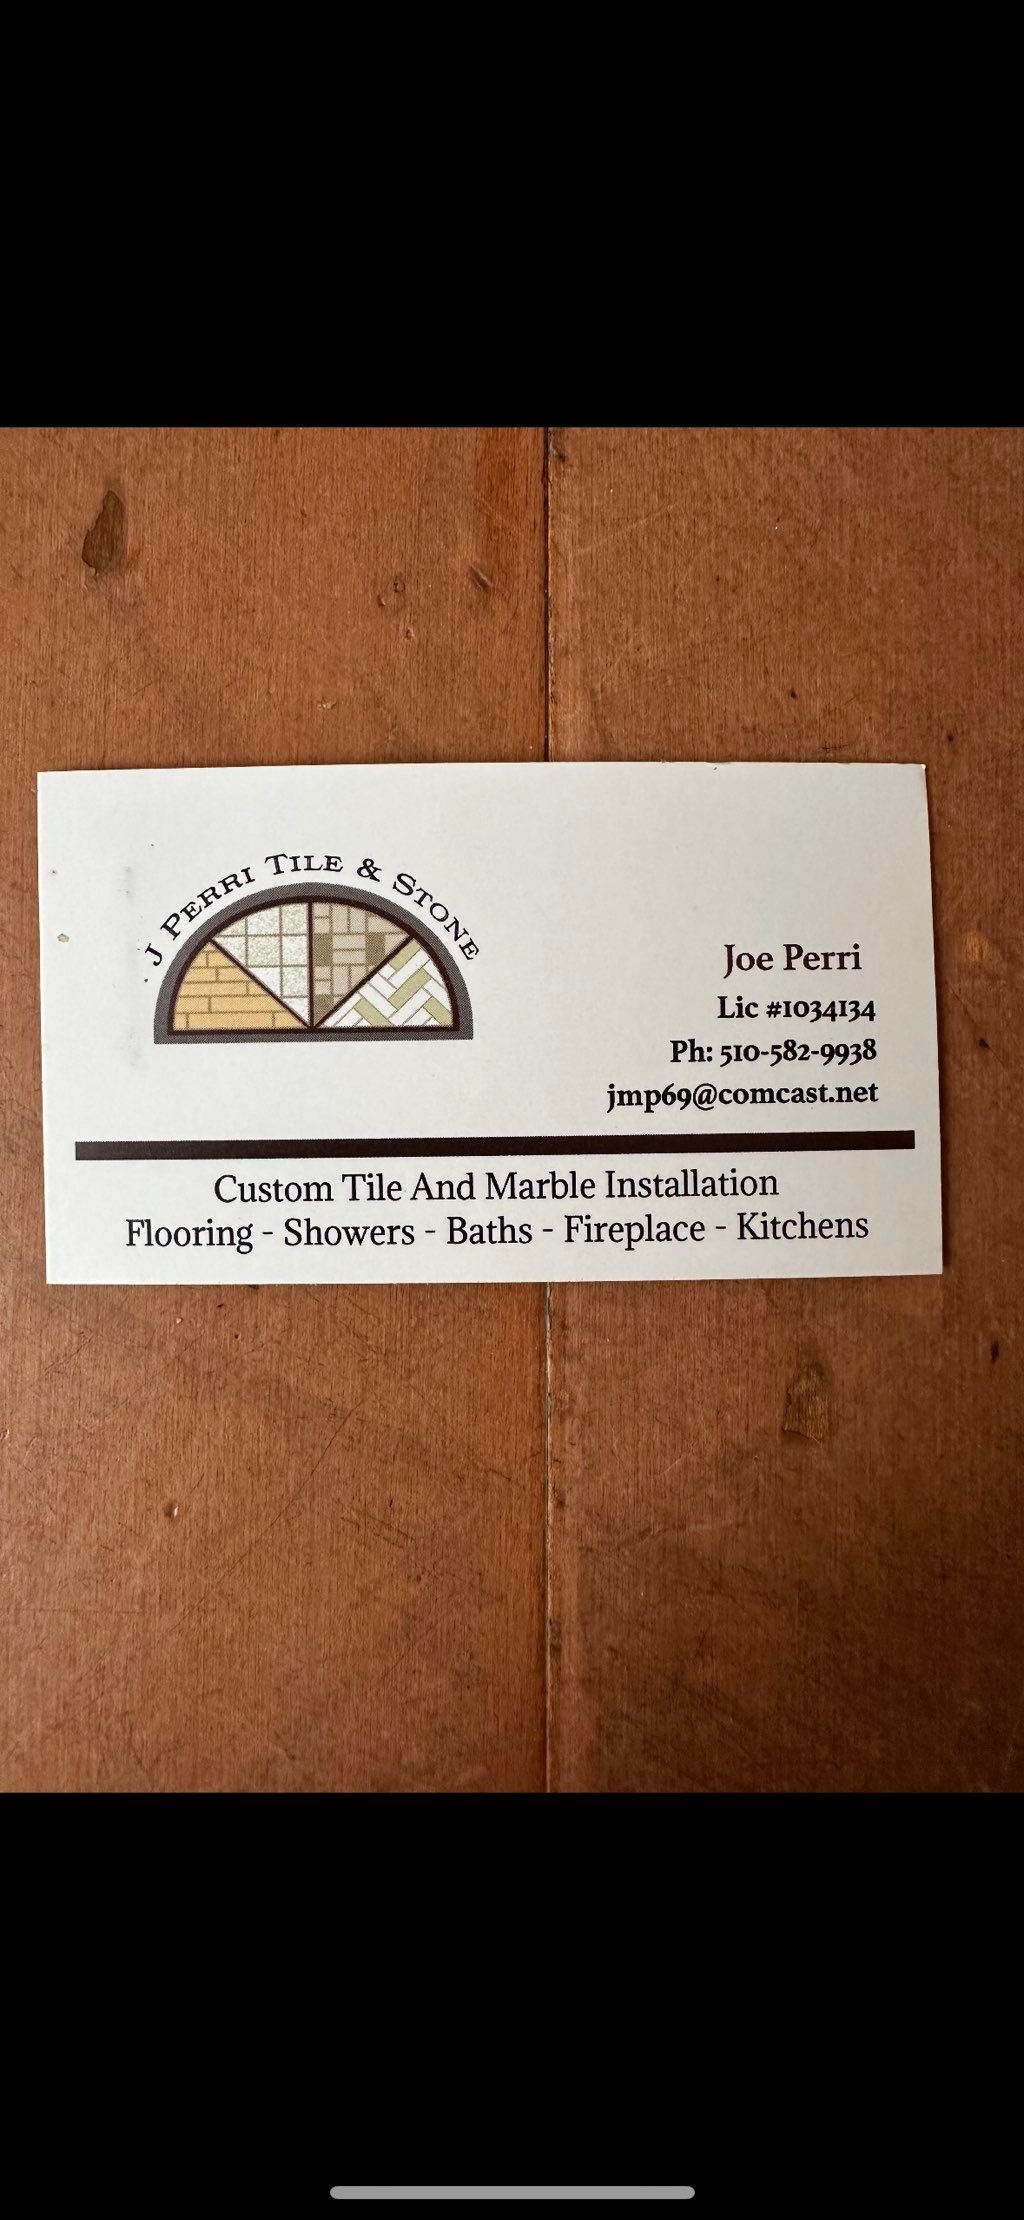 J Perri Tile & Stone
Joe Perri
Lic #1034134
Ph: 510-582-9938
jmp69@comcast.net
Custom Tile And Marble Installation
Flooring - Showers - Baths - Fireplace - Kitchens